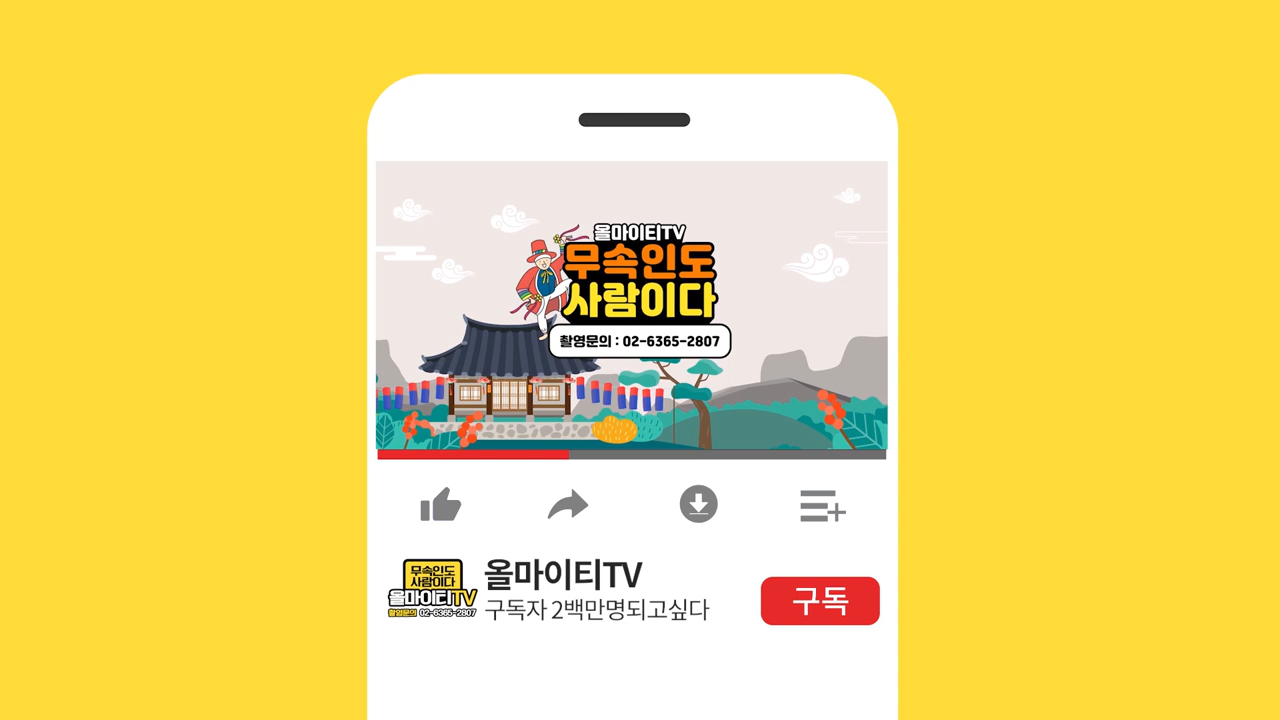 올마이티TV
무속인도
사람이다
촬영문의 : 02-6365-2807
무속인도
사람이다
올마이티TV
촬영문의 02-6365-2807
올마이티TV
구독자 2백만명되고싶다
구독